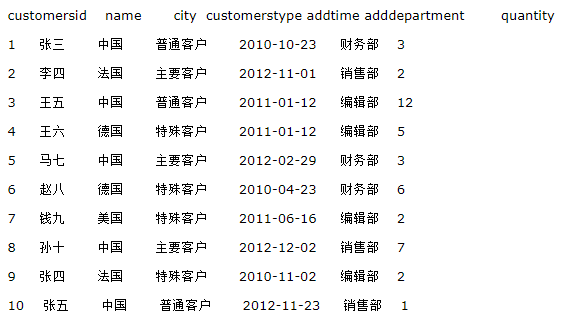 customersid name city customerstype addtime adddepartment quantity
1 张三 中国 普通客户 2010-10-23 财务部 3
2 李四 法国 主要客户 2012-11-01 销售部 2
3 王五 中国 普通客户 2011-01-12 编辑部 12
4 王六 德国 特殊客户 2011-01-12 编辑部 5
5 马七 中国 主要客户 2012-02-29 财务部 3
6 赵八 德国 特殊客户 2010-04-23 财务部 6
7 钱九 美国 特殊客户 2011-06-16 编辑部 2
8 孙十 中国 主要客户 2012-12-02 销售部 7
9 张四 法国 特殊客户 2010-11-02 编辑部 2
10 张五 中国 普通客户 2012-11-23 销售部 1